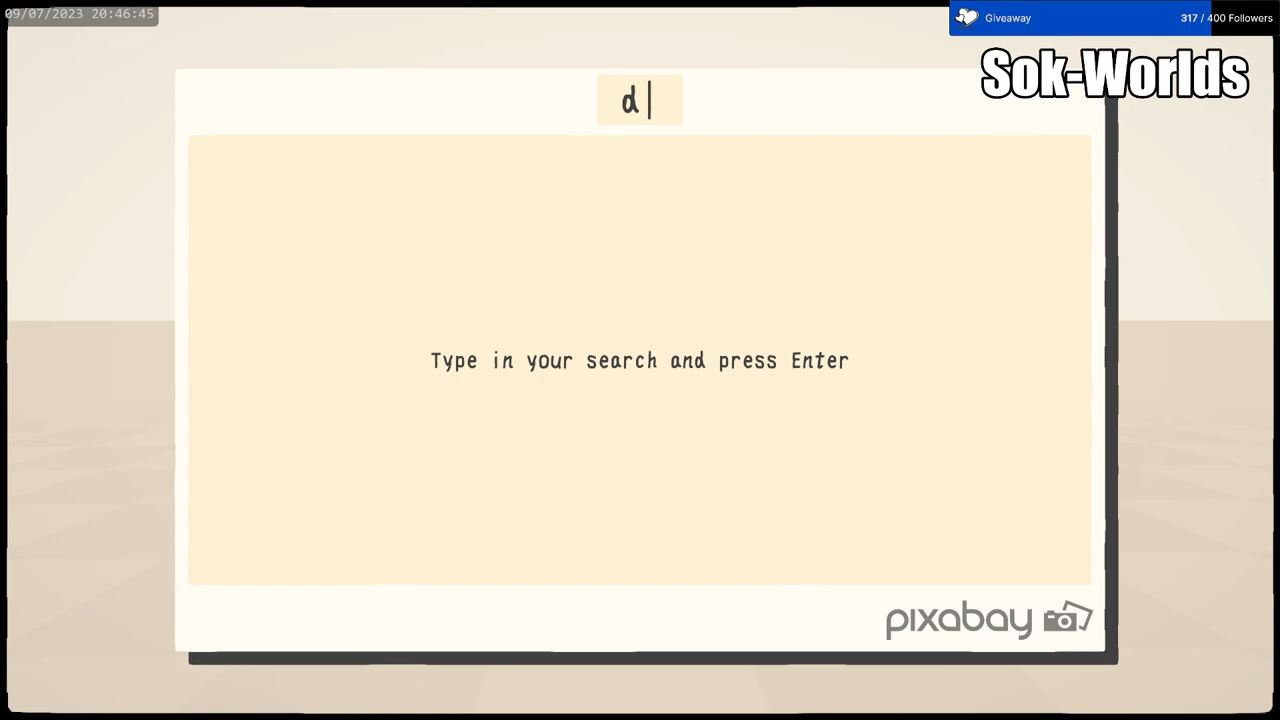 09/07/2023 20:46:45
Giveaway
317 / 400 Followers
Sok-Worlds
d
Type in your search and press Enter
pixabay